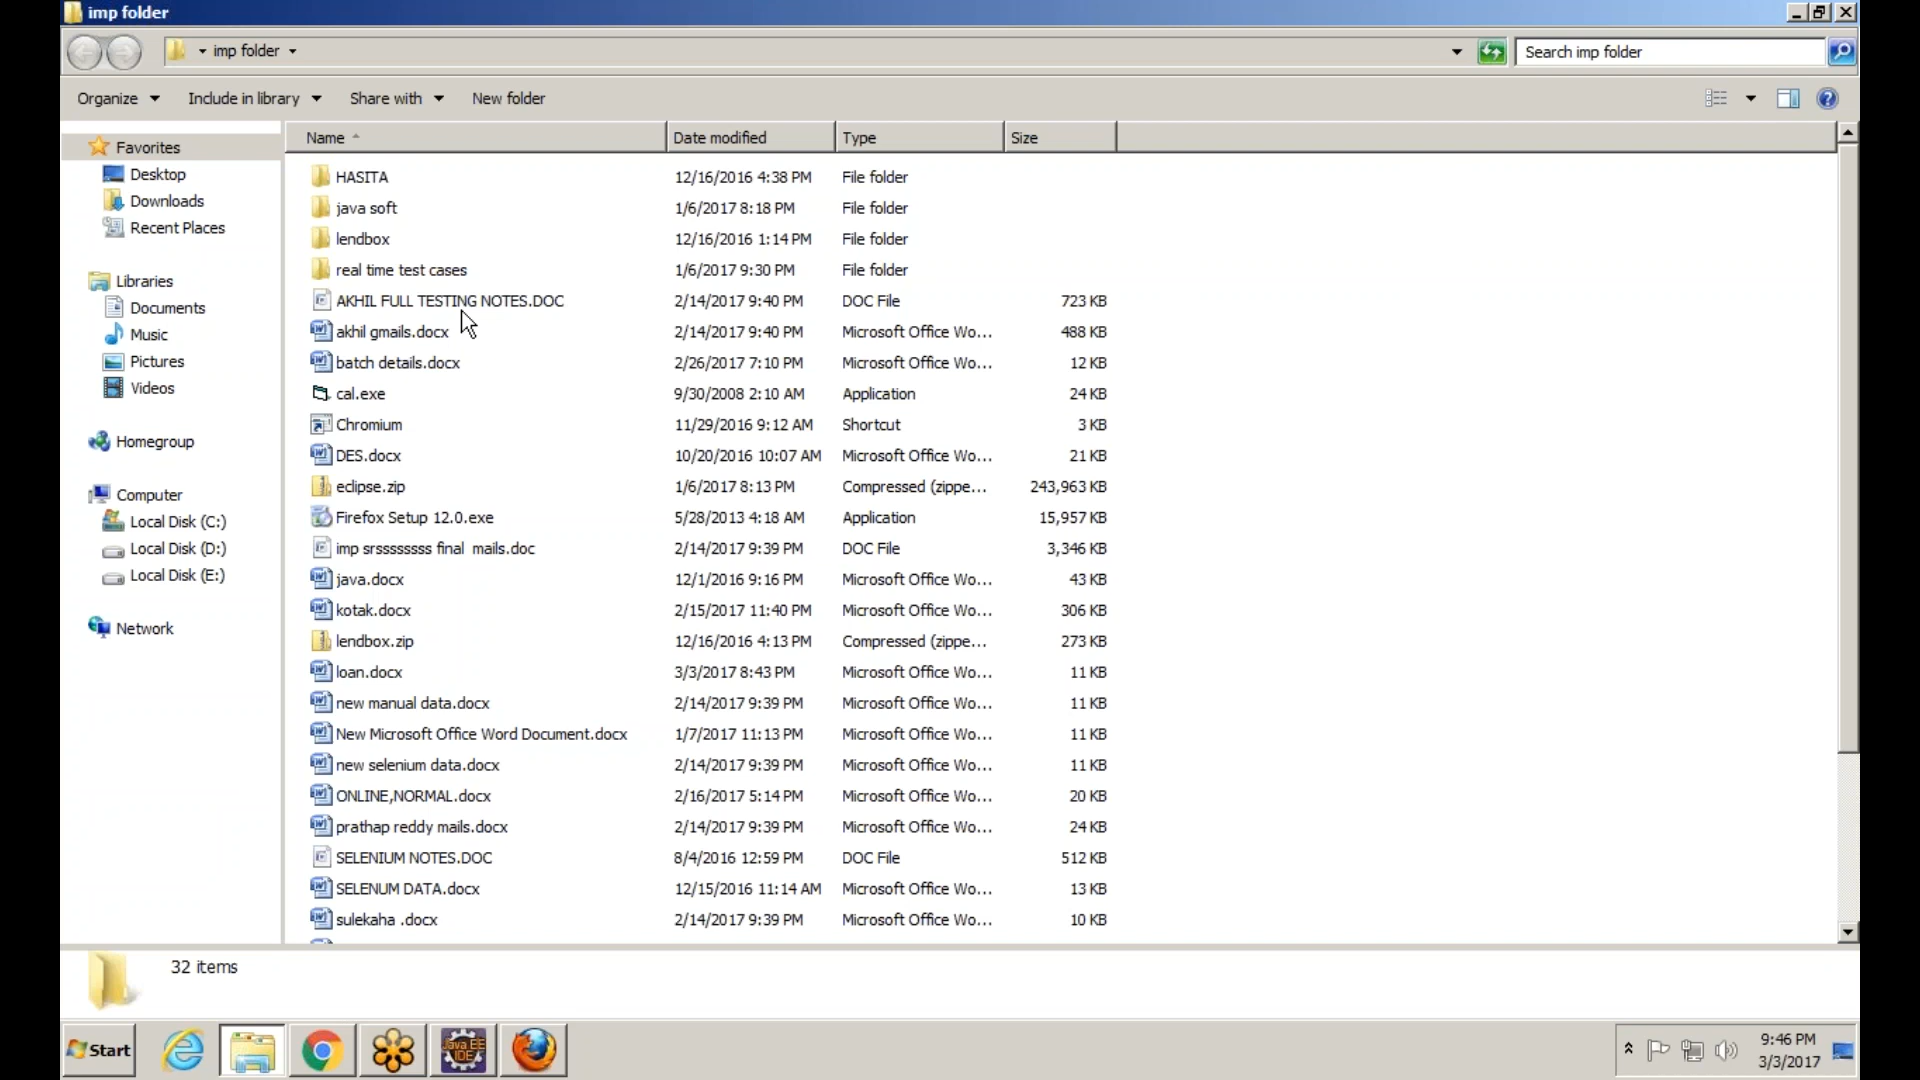 imp folder
imp folder
Search imp folder
Organize Include in library Share with New folder
Name Date modified Type Size
Favorites
Desktop
Downloads
Recent Places
Libraries
Documents
Music
Pictures
Videos
Homegroup
Computer
Local Disk (C:)
Local Disk (D:)
Local Disk (E:)
Network
HASITA 12/16/2016 4:38 PM File folder
java soft 1/6/2017 8:18 PM File folder
lendbox 12/16/2016 1:14 PM File folder
real time test cases 1/6/2017 9:30 PM File folder
AKHIL FULL TESTING NOTES.DOC 2/14/2017 9:40 PM DOC File 723 KB
akhil gmails.docx 2/14/2017 9:40 PM Microsoft Office Wo... 488 KB
batch details.docx 2/26/2017 7:10 PM Microsoft Office Wo... 12 KB
cal.exe 9/30/2008 2:10 AM Application 24 KB
Chromium 11/29/2016 9:12 AM Shortcut 3 KB
DES.docx 10/20/2016 10:07 AM Microsoft Office Wo... 21 KB
eclipse.zip 1/6/2017 8:13 PM Compressed (zippe... 243,963 KB
Firefox Setup 12.0.exe 5/28/2013 4:18 AM Application 15,957 KB
imp srsssssssss final  mails.doc 2/14/2017 9:39 PM DOC File 3,346 KB
java.docx 12/1/2016 9:16 PM Microsoft Office Wo... 43 KB
kotak.docx 2/15/2017 11:40 PM Microsoft Office Wo... 306 KB
lendbox.zip 12/16/2016 4:13 PM Compressed (zippe... 273 KB
loan.docx 3/3/2017 8:43 PM Microsoft Office Wo... 11 KB
new manual data.docx 2/14/2017 9:39 PM Microsoft Office Wo... 11 KB
New Microsoft Office Word Document.docx 1/7/2017 11:13 PM Microsoft Office Wo... 11 KB
new selenium data.docx 2/14/2017 9:39 PM Microsoft Office Wo... 11 KB
ONLINE,NORMAL.docx 2/16/2017 5:14 PM Microsoft Office Wo... 20 KB
prathap reddy mails.docx 2/14/2017 9:39 PM Microsoft Office Wo... 24 KB
SELENIUM NOTES.DOC 8/4/2016 12:59 PM DOC File 512 KB
SELENUM DATA.docx 12/15/2016 11:14 AM Microsoft Office Wo... 13 KB
sulekaha .docx 2/14/2017 9:39 PM Microsoft Office Wo... 10 KB
32 items
Start
Java EE
IDE
9:46 PM
3/3/2017